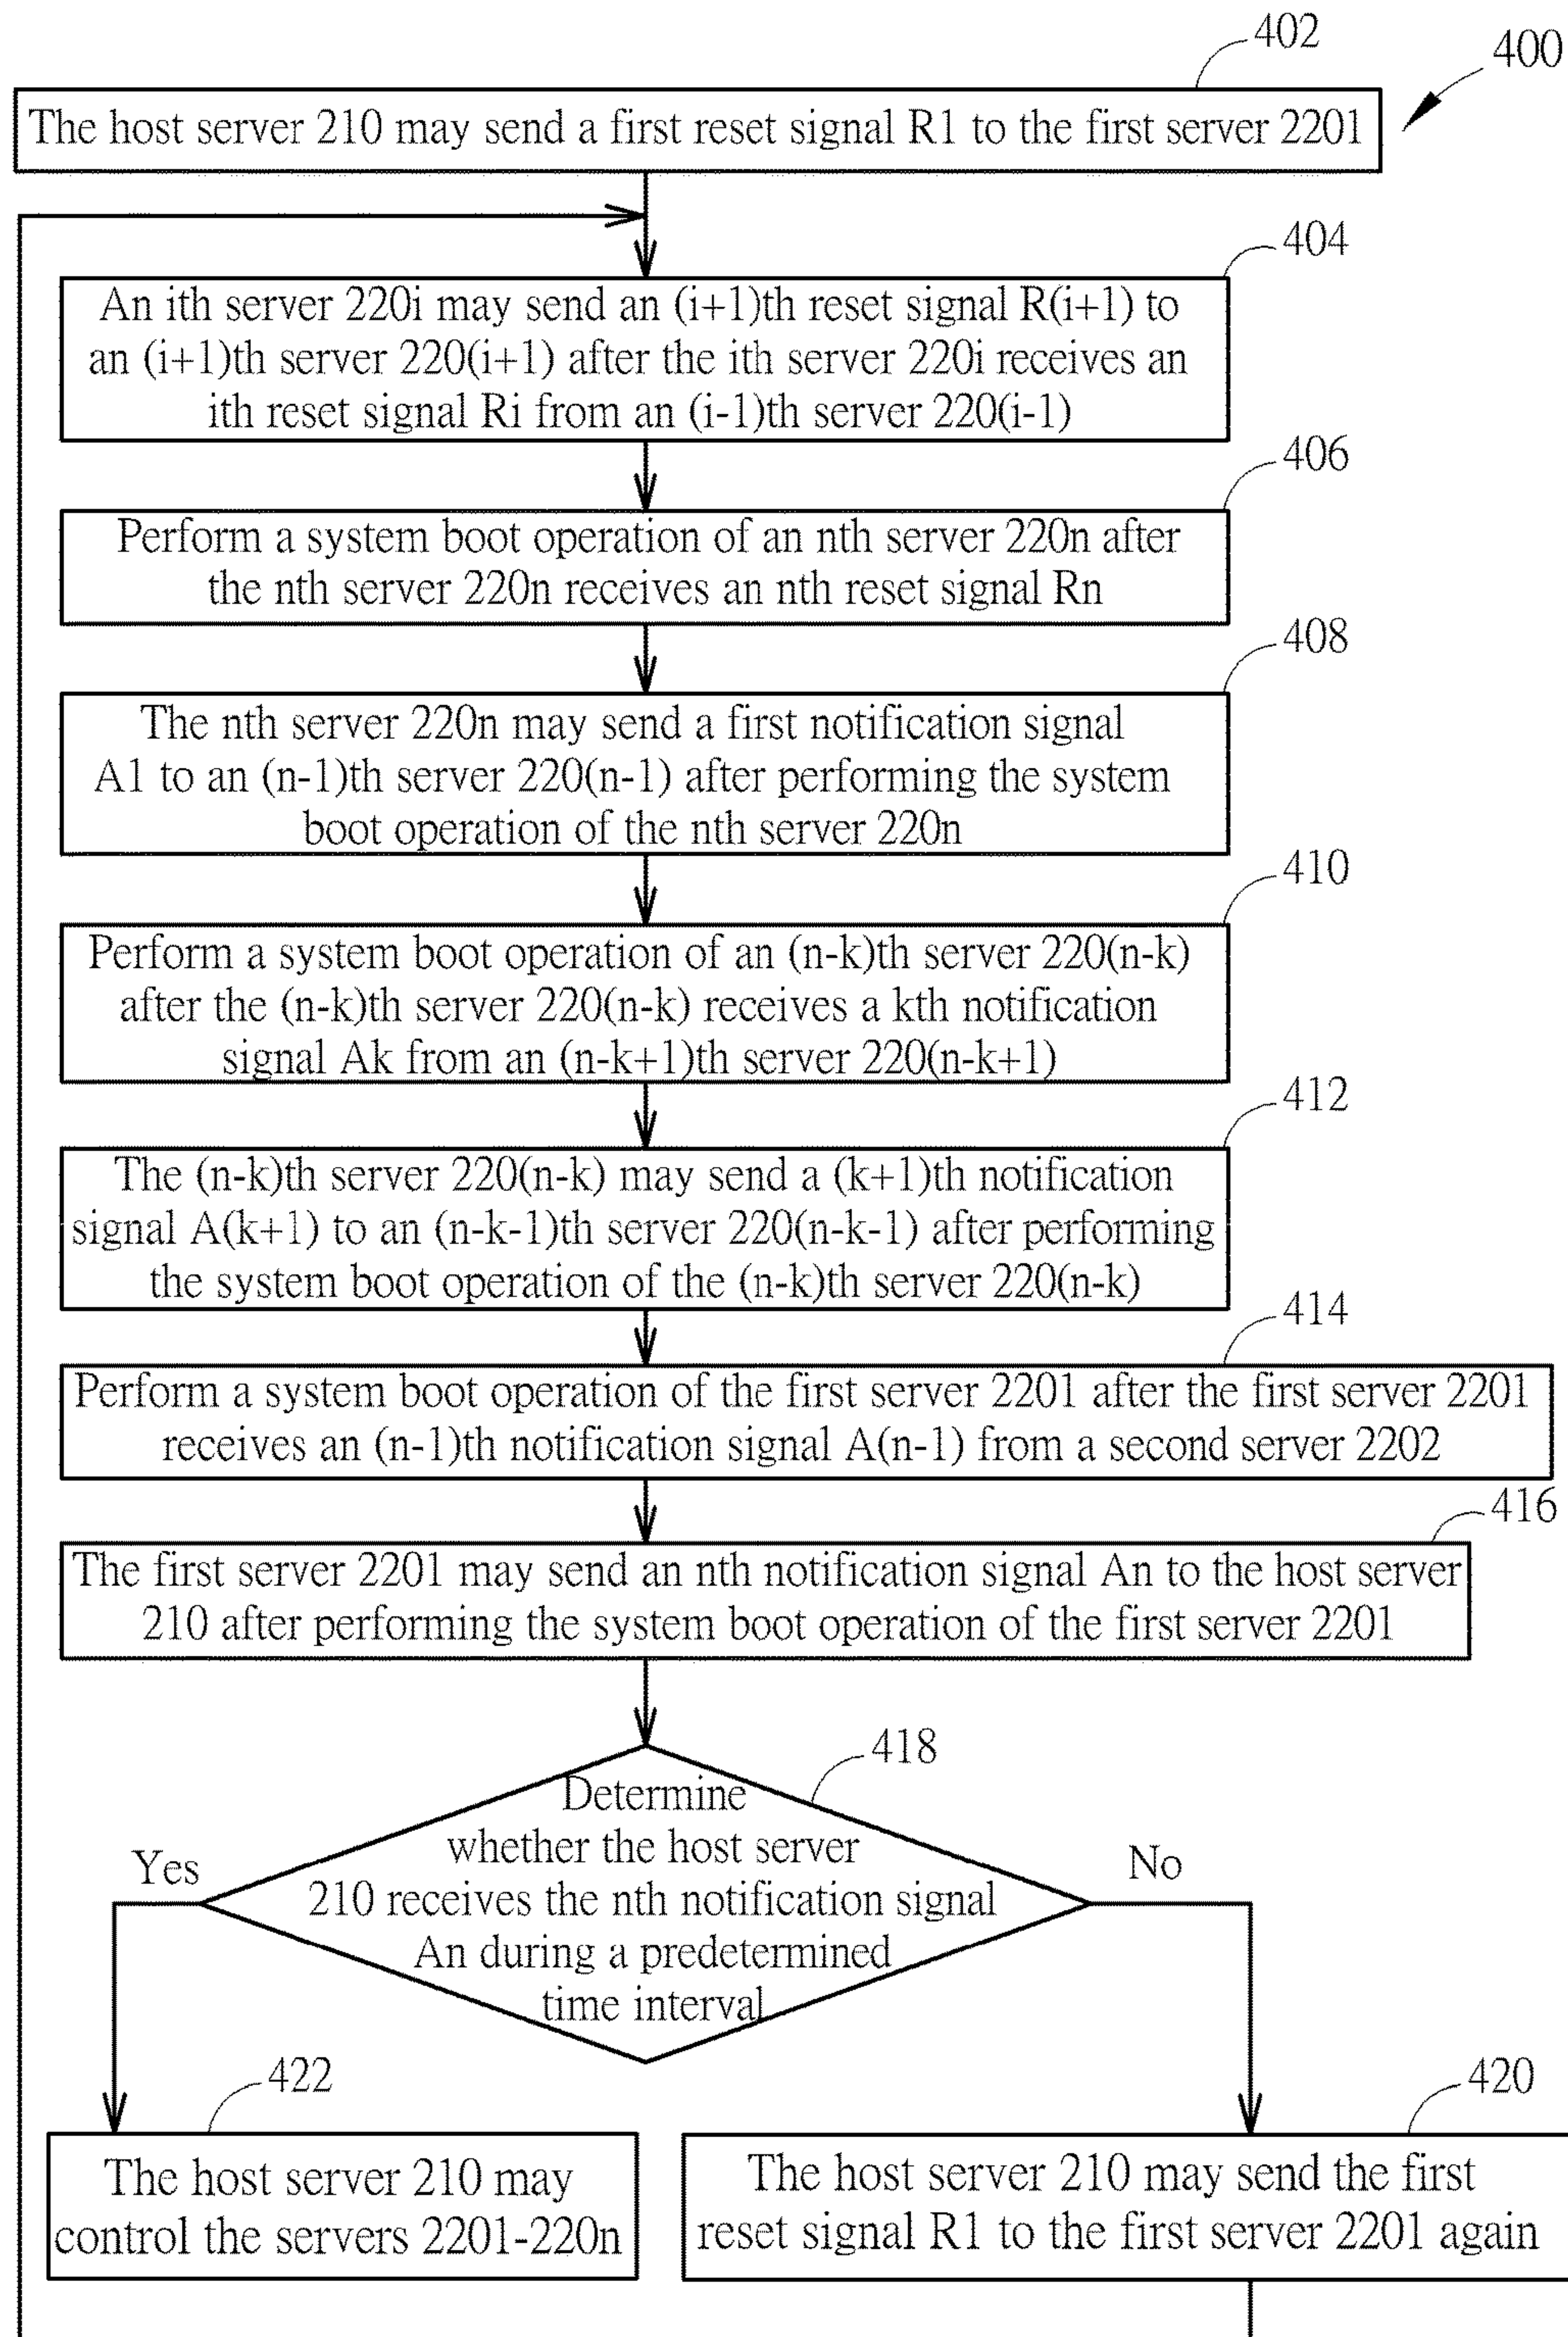 402
400
The host server 210 may send a first reset signal R1 to the first server 2201
404
An ith server 220i may send an (i+1)th reset signal R(i+1) to
an (i+1)th server 220(i+1) after the ith server 220i receives an
ith reset signal Ri from an (i-1)th server 220(i-1)
406
Perform a system boot operation of an nth server 220n after
the nth server 220n receives an nth reset signal Rn
408
The nth server 220n may send a first notification signal
A1 to an (n-1)th server 220(n-1) after performing the system
boot operation of the nth server 220n
410
Perform a system boot operation of an (n-k)th server 220(n-k)
after the (n-k)th server 220(n-k) receives a kth notification
signal Ak from an (n-k+1)th server 220(n-k+1)
412
The (n-k)th server 220(n-k) may send a (k+1)th notification
signal A(k+1) to an (n-k-1)th server 220(n-k-1) after performing
the system boot operation of the (n-k)th server 220(n-k)
414
Perform a system boot operation of the first server 2201 after the first server 2201
receives an (n-1)th notification signal A(n-1) from a second server 2202
416
The first server 2201 may send an nth notification signal An to the host server
210 after performing the system boot operation of the first server 2201
418
Determine
whether the host server
210 receives the nth notification signal
An during a predetermined
time interval
Yes
No
422
The host server 210 may
control the servers 2201-220n
420
The host server 210 may send the first
reset signal R1 to the first server 2201 again